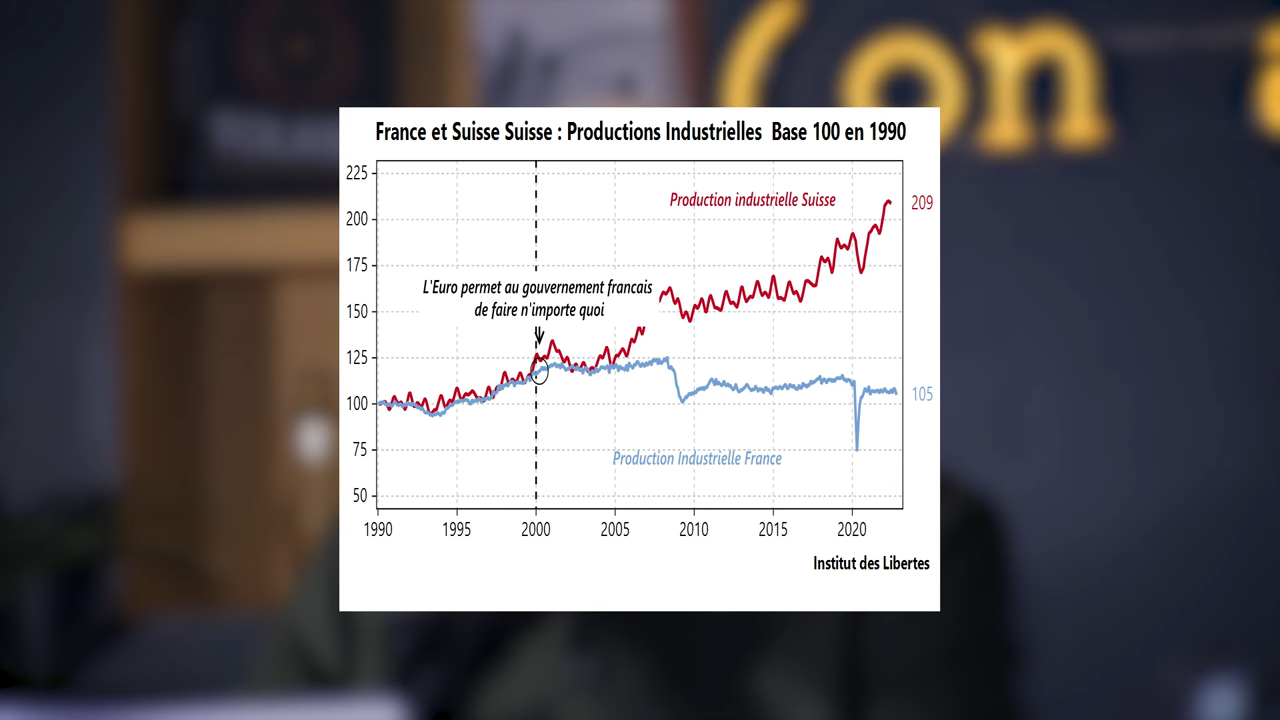 on
France et Suisse Suisse : Productions Industrielles Base 100 en 1990
225
200
175
150
125
100
75
50
Production industrielle Suisse
209
L'Euro permet au gouvernement francais
de faire n'importe quoi
105
Production Industrielle France
1990 1995 2000 2005 2010 2015 2020
Institut des Libertes